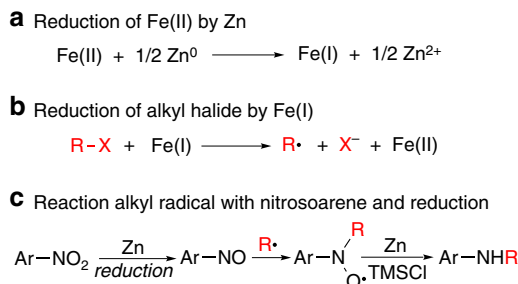 a Reduction of Fe(II) by Zn
Fe(II) + 1/2 Zn⁰ ⟶ Fe(I) + 1/2 Zn²⁺
b Reduction of alkyl halide by Fe(I)
R–X + Fe(I) ⟶ R• + X⁻ + Fe(II)
c Reaction alkyl radical with nitrosoarene and reduction
R
Zn R• Zn
Ar–NO₂ ⟶ Ar–NO ⟶ Ar–N ⟶ Ar–NHR
reduction O• TMSCl